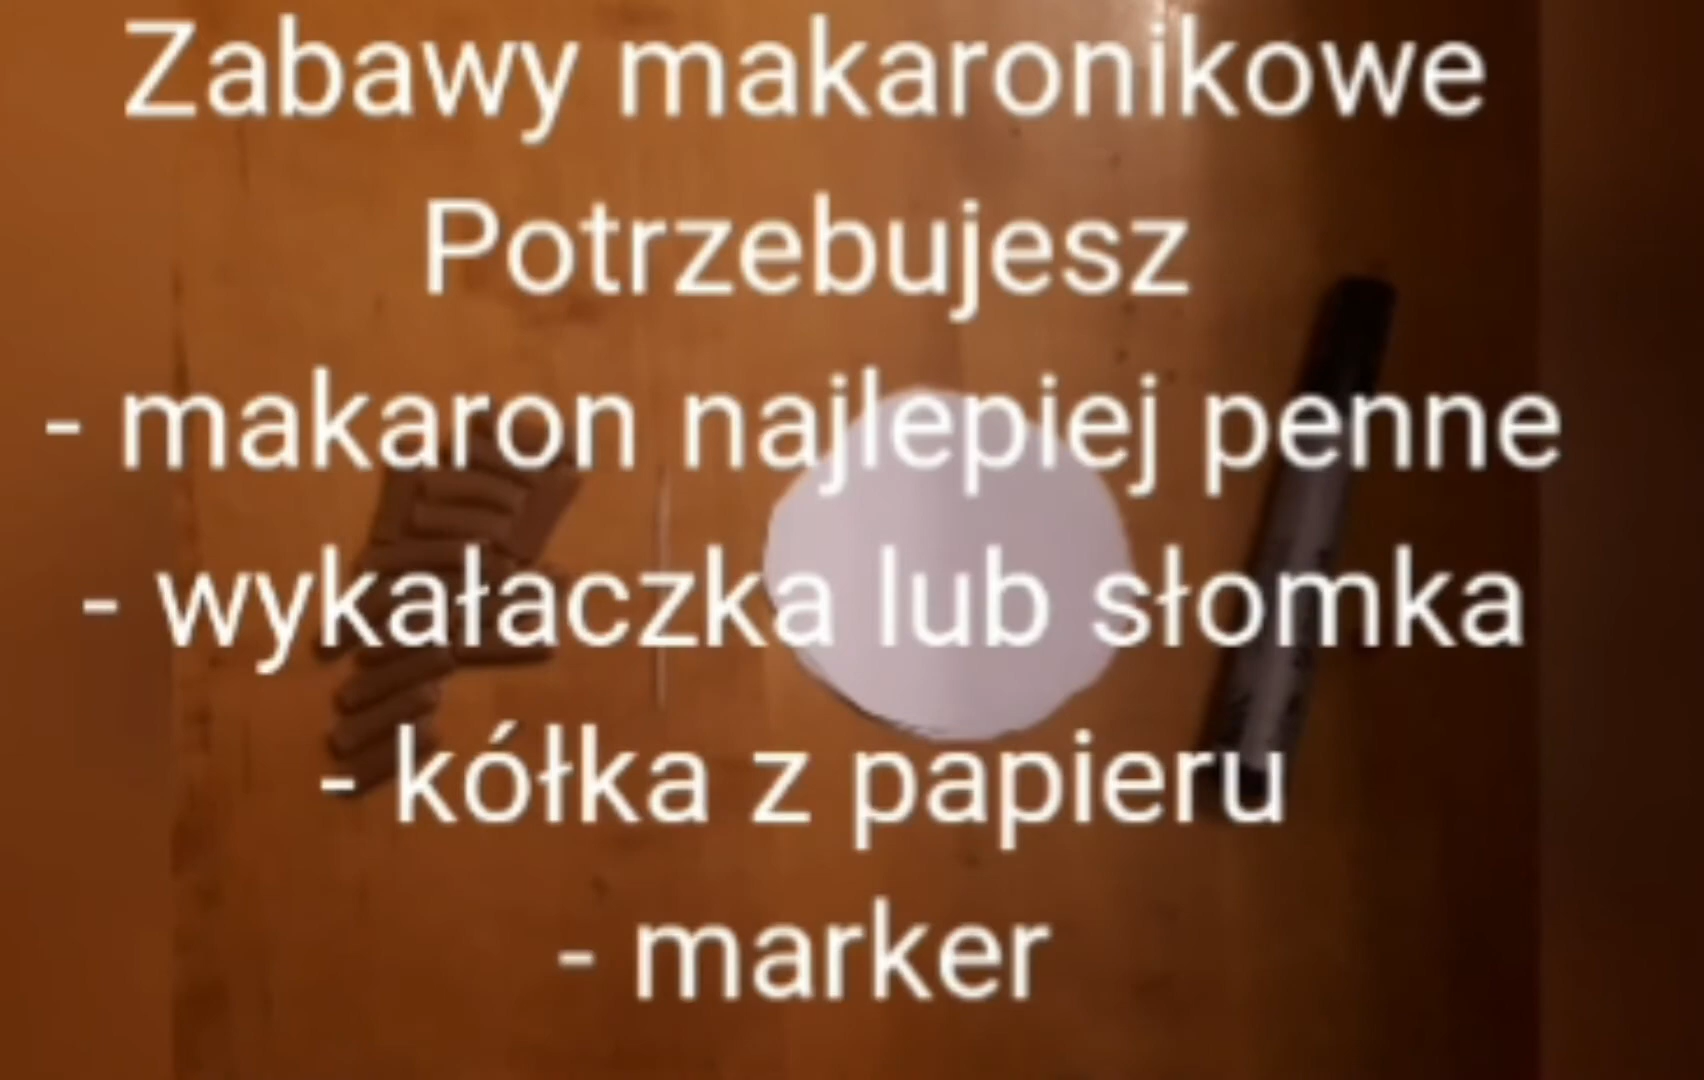 Zabawy makaronikowe
Potrzebujesz
- makaron najlepiej penne
- wykałaczka lub słomka
- kółka z papieru
- marker